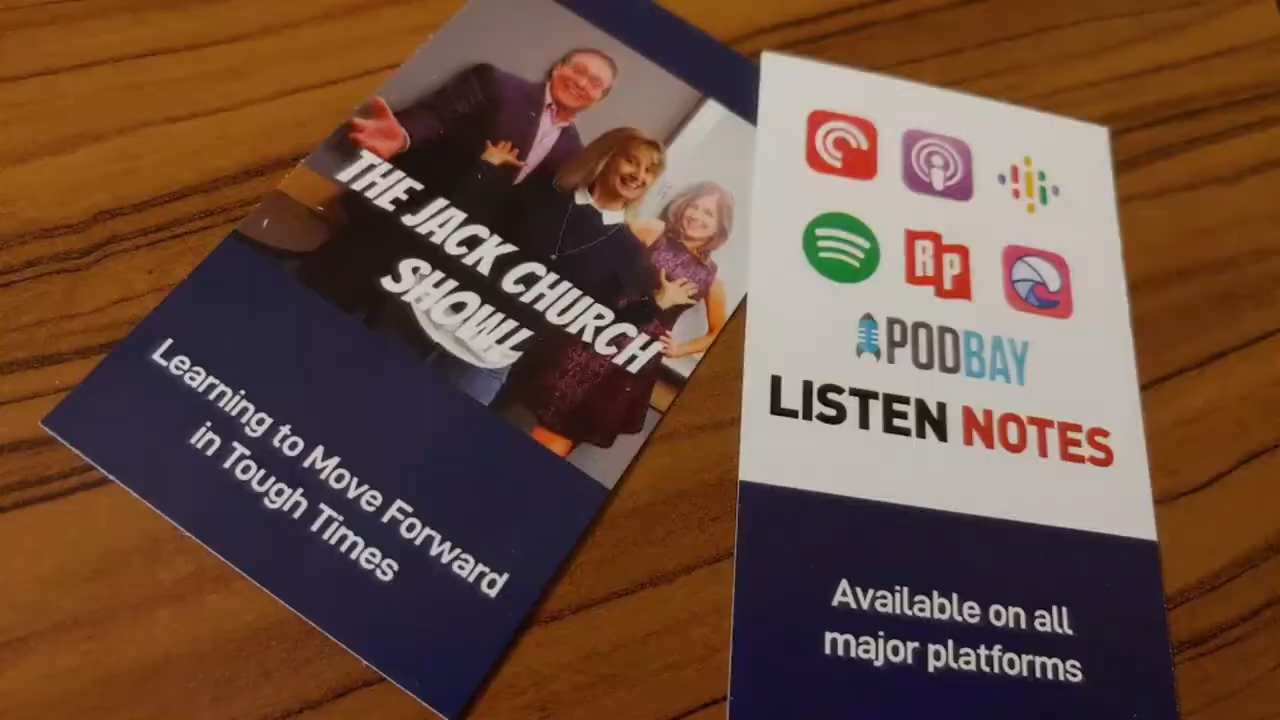 THE JACK CHURCH
SHOW!
Learning to Move Forward
in Tough Times
RP
PODBAY
LISTEN NOTES
Available on all
major platforms